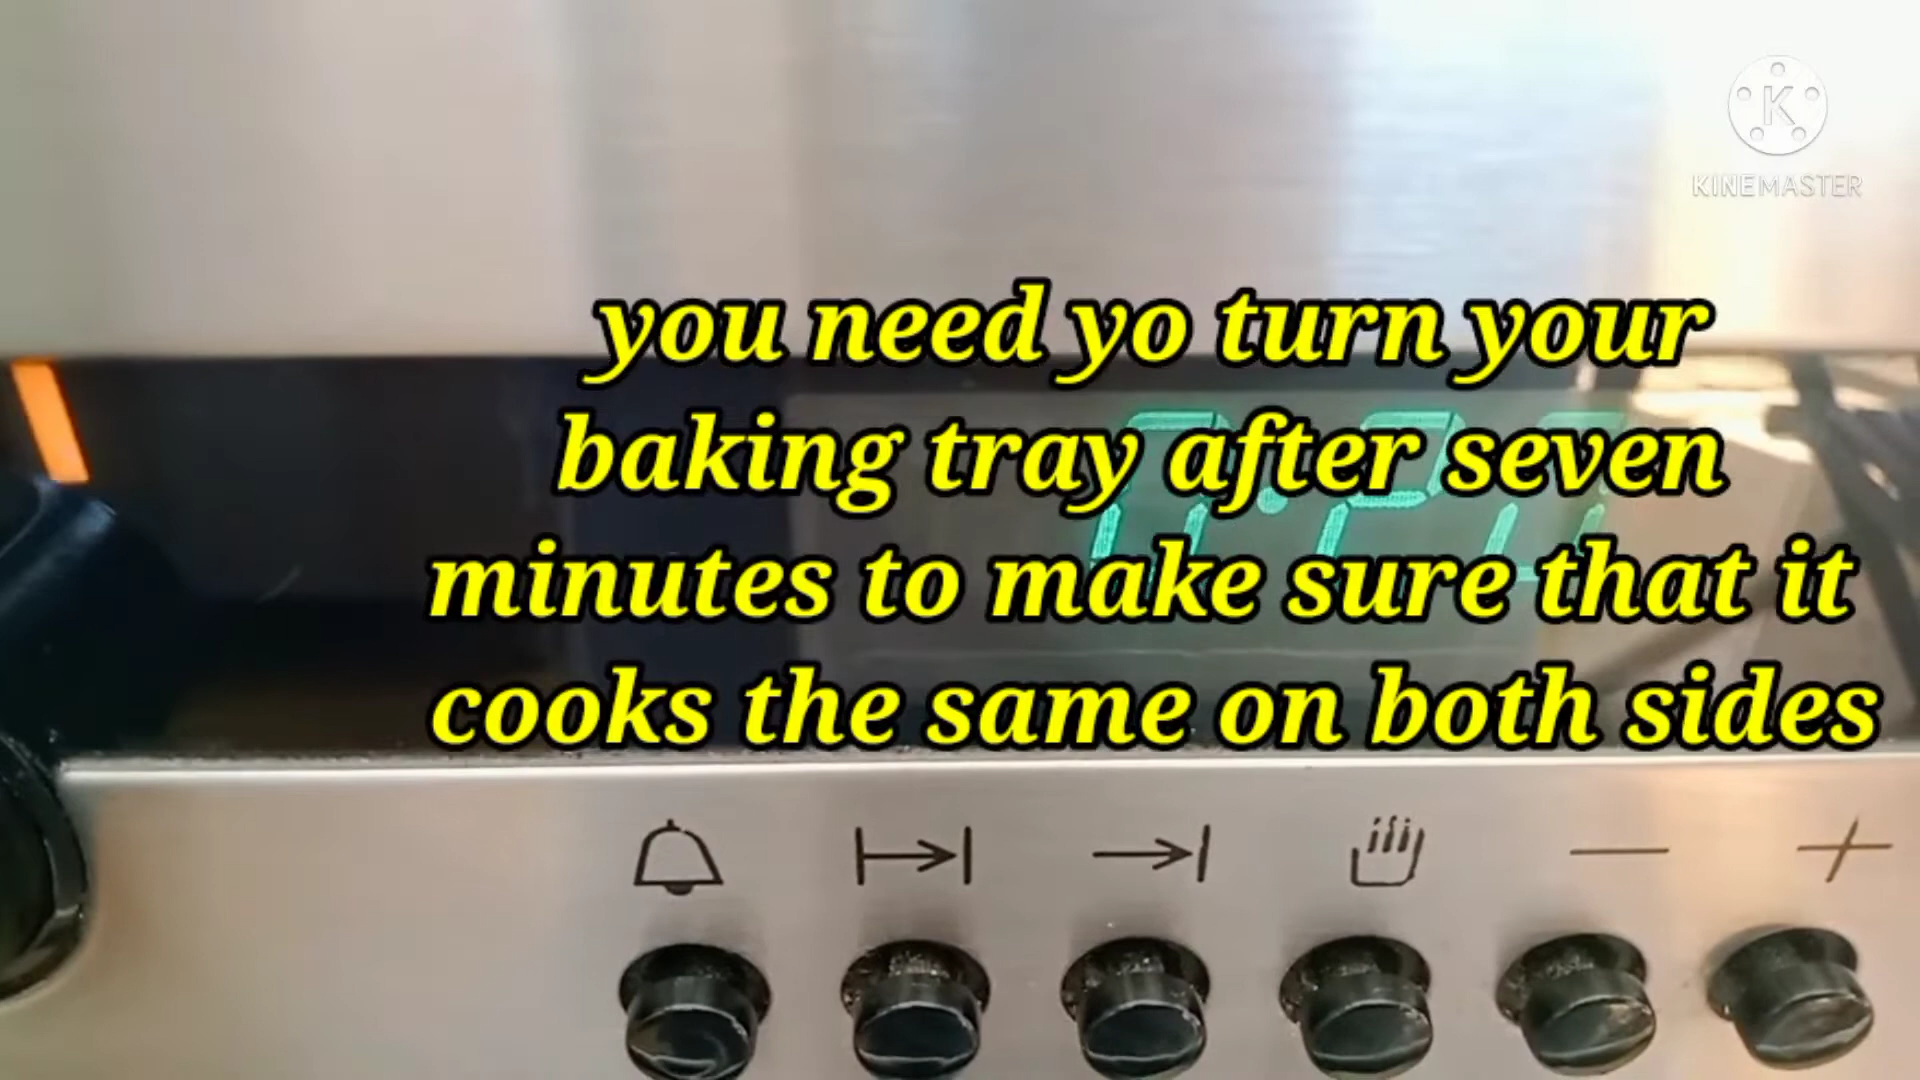 KINEMASTER
you need yo turn your
baking tray after seven
minutes to make sure that it
cooks the same on both sides